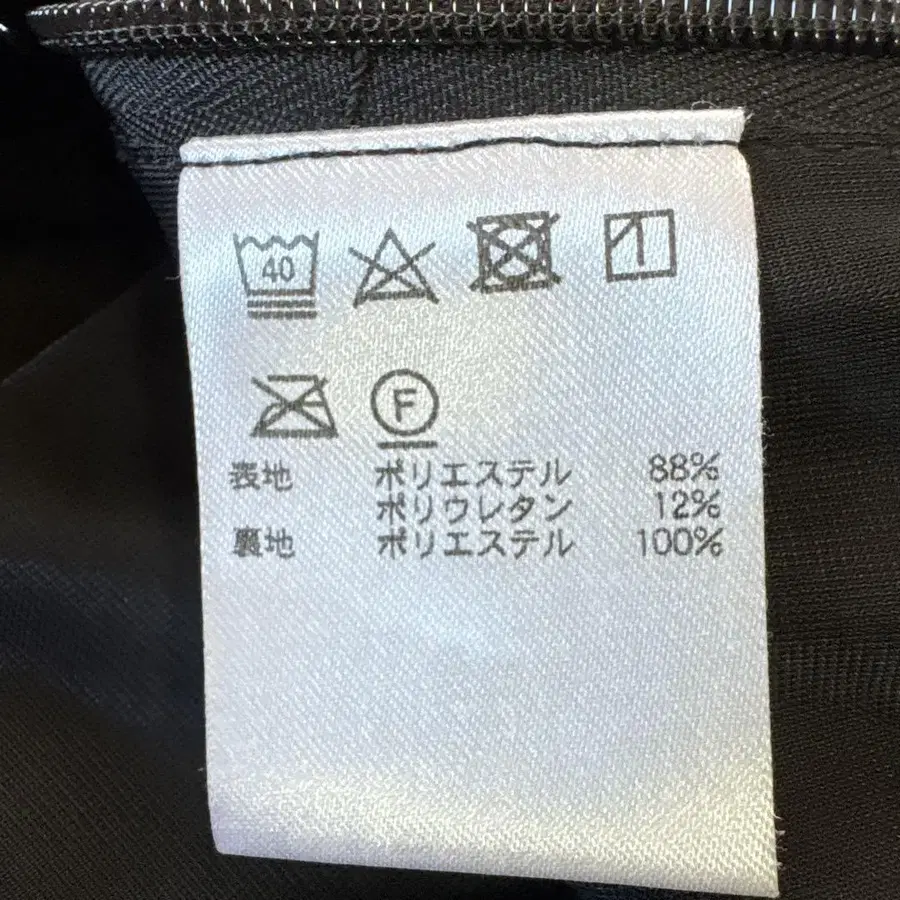 40
F
表地 ポリエステル 88%
ポリウレタン 12%
裏地 ポリエステル 100%